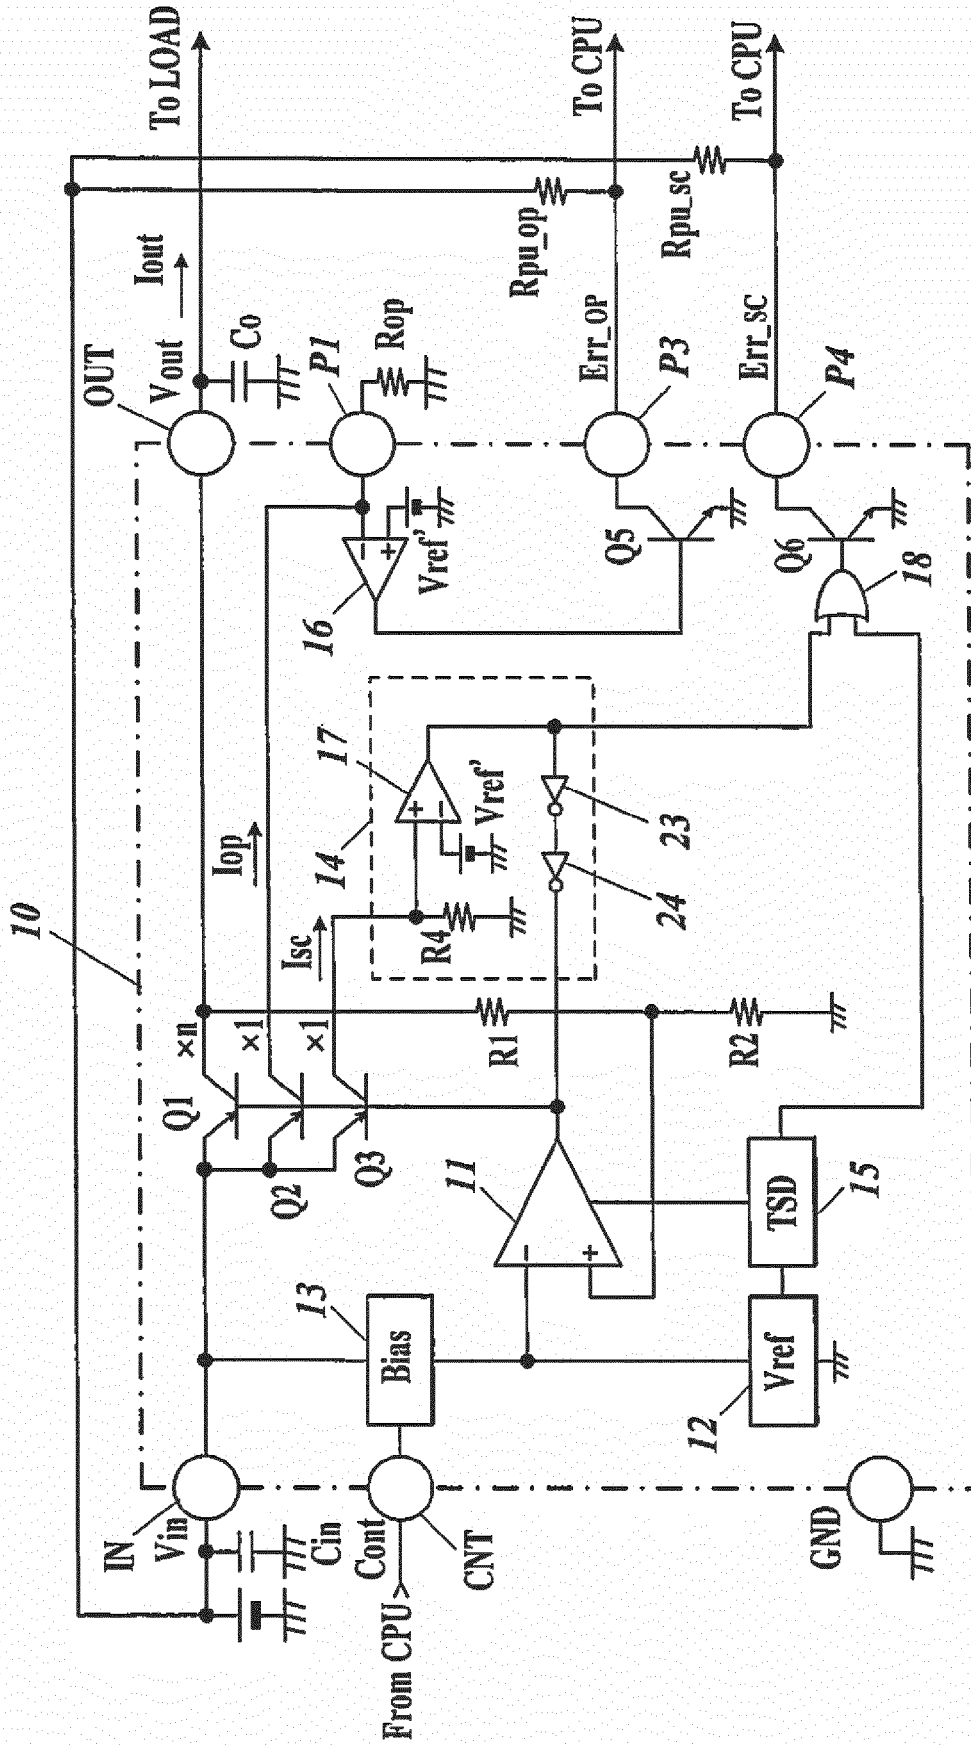 10
IN
Vin
Cin
From CPU
Cont
CNT
GND
13
Bias
12
Vref
TSD
15
11
Q1
×n
Q2
×1
Q3
×1
R1
R2
Isc
Iop
14
R4
17
Vref'
23
24
16
Vref'
Q5
Q6
18
OUT
Vout
Iout
To LOAD
Co
P1
Rop
Rpu_op
Err_OP
To CPU
P3
Rpu_sc
Err_SC
To CPU
P4